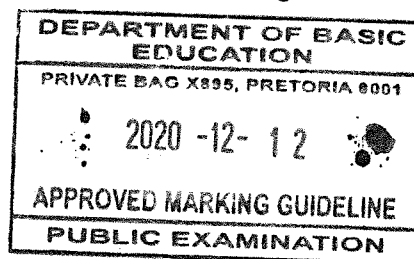 DEPARTMENT OF BASIC
EDUCATION
PRIVATE BAG X895, PRETORIA 0001
2020 -12- 12
APPROVED MARKING GUIDELINE
PUBLIC EXAMINATION